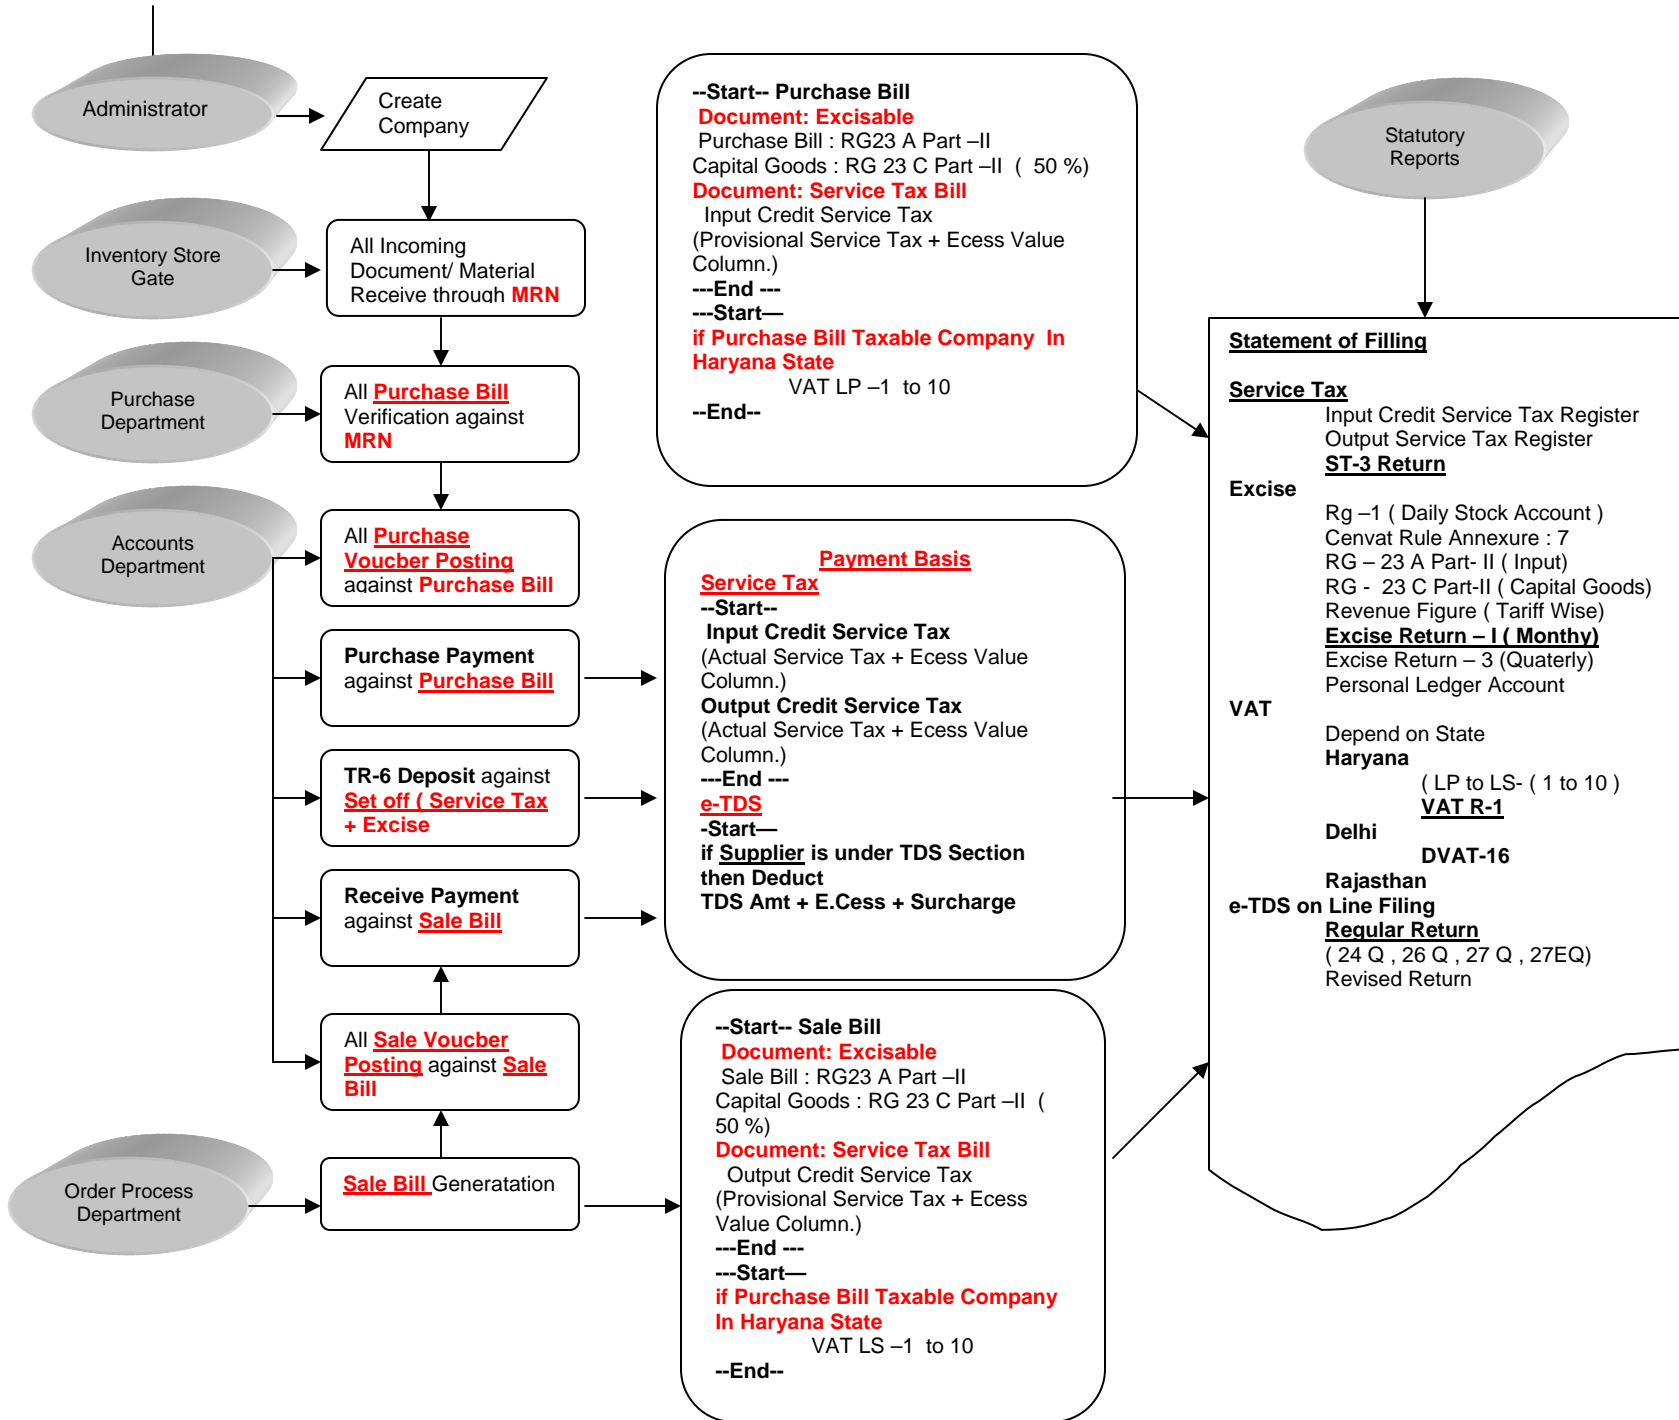 Administrator
Create
Company
Inventory Store
Gate
All Incoming
Document/ Material
Receive through MRN
Purchase
Department
All Purchase Bill
Verification against
MRN
Accounts
Department
All Purchase
Voucber Posting
against Purchase Bill
Purchase Payment
against Purchase Bill
TR-6 Deposit against
Set off ( Service Tax
+ Excise
Receive Payment
against Sale Bill
All Sale Voucber
Posting against Sale
Bill
Order Process
Department
Sale Bill Generatation
--Start-- Purchase Bill
Document: Excisable
Purchase Bill : RG23 A Part –II
Capital Goods : RG 23 C Part –II ( 50 %)
Document: Service Tax Bill
Input Credit Service Tax
(Provisional Service Tax + Ecess Value
Column.)
---End ---
---Start—
if Purchase Bill Taxable Company In
Haryana State
VAT LP –1 to 10
--End--
Payment Basis
Service Tax
--Start--
Input Credit Service Tax
(Actual Service Tax + Ecess Value
Column.)
Output Credit Service Tax
(Actual Service Tax + Ecess Value
Column.)
---End ---
e-TDS
-Start—
if Supplier is under TDS Section
then Deduct
TDS Amt + E.Cess + Surcharge
--Start-- Sale Bill
Document: Excisable
Sale Bill : RG23 A Part –II
Capital Goods : RG 23 C Part –II (
50 %)
Document: Service Tax Bill
Output Credit Service Tax
(Provisional Service Tax + Ecess
Value Column.)
---End ---
---Start—
if Purchase Bill Taxable Company
In Haryana State
VAT LS –1 to 10
--End--
Statutory
Reports
Statement of Filling
Service Tax
Input Credit Service Tax Register
Output Service Tax Register
ST-3 Return
Excise
Rg –1 ( Daily Stock Account )
Cenvat Rule Annexure : 7
RG – 23 A Part- II ( Input)
RG - 23 C Part-II ( Capital Goods)
Revenue Figure ( Tariff Wise)
Excise Return – I ( Monthy)
Excise Return – 3 (Quaterly)
Personal Ledger Account
VAT
Depend on State
Haryana
( LP to LS- ( 1 to 10 )
VAT R-1
Delhi
DVAT-16
Rajasthan
e-TDS on Line Filing
Regular Return
( 24 Q , 26 Q , 27 Q , 27EQ)
Revised Return